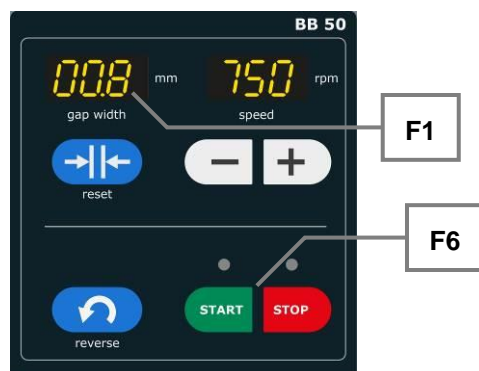 BB 50
00.8 mm 750 rpm
gap width speed
F1
reset
F6
START STOP
reverse